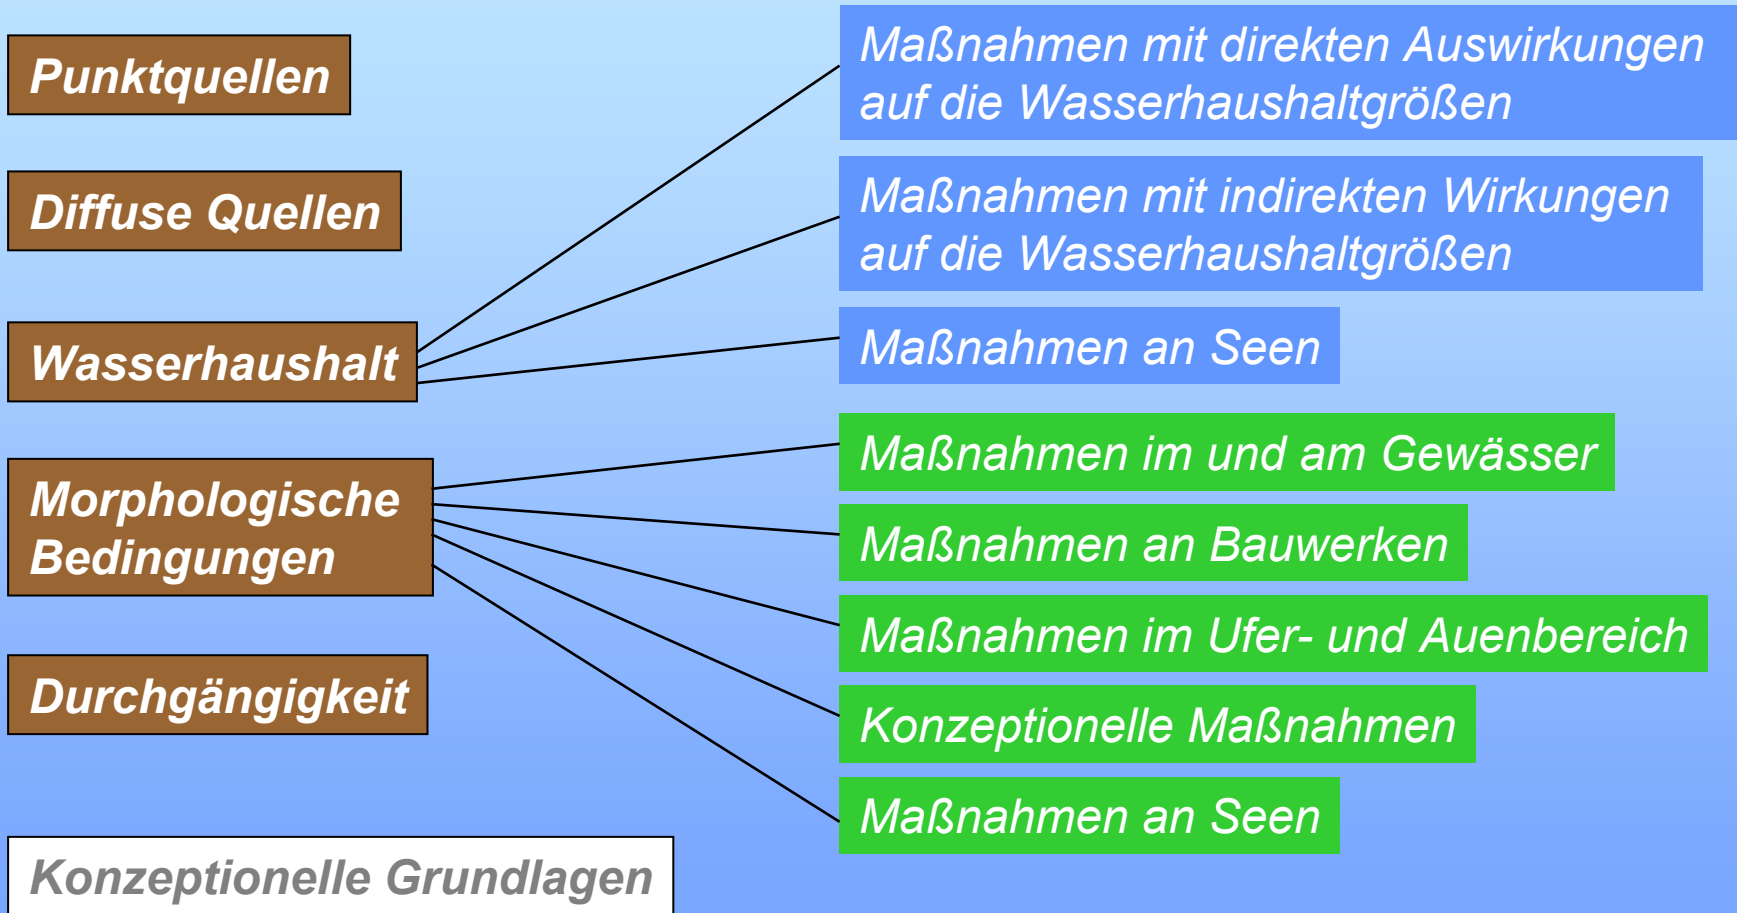 Punktquellen
Diffuse Quellen
Wasserhaushalt
Morphologische
Bedingungen
Durchgängigkeit
Konzeptionelle Grundlagen
Maßnahmen mit direkten Auswirkungen
auf die Wasserhaushaltgrößen
Maßnahmen mit indirekten Wirkungen
auf die Wasserhaushaltgrößen
Maßnahmen an Seen
Maßnahmen im und am Gewässer
Maßnahmen an Bauwerken
Maßnahmen im Ufer- und Auenbereich
Konzeptionelle Maßnahmen
Maßnahmen an Seen